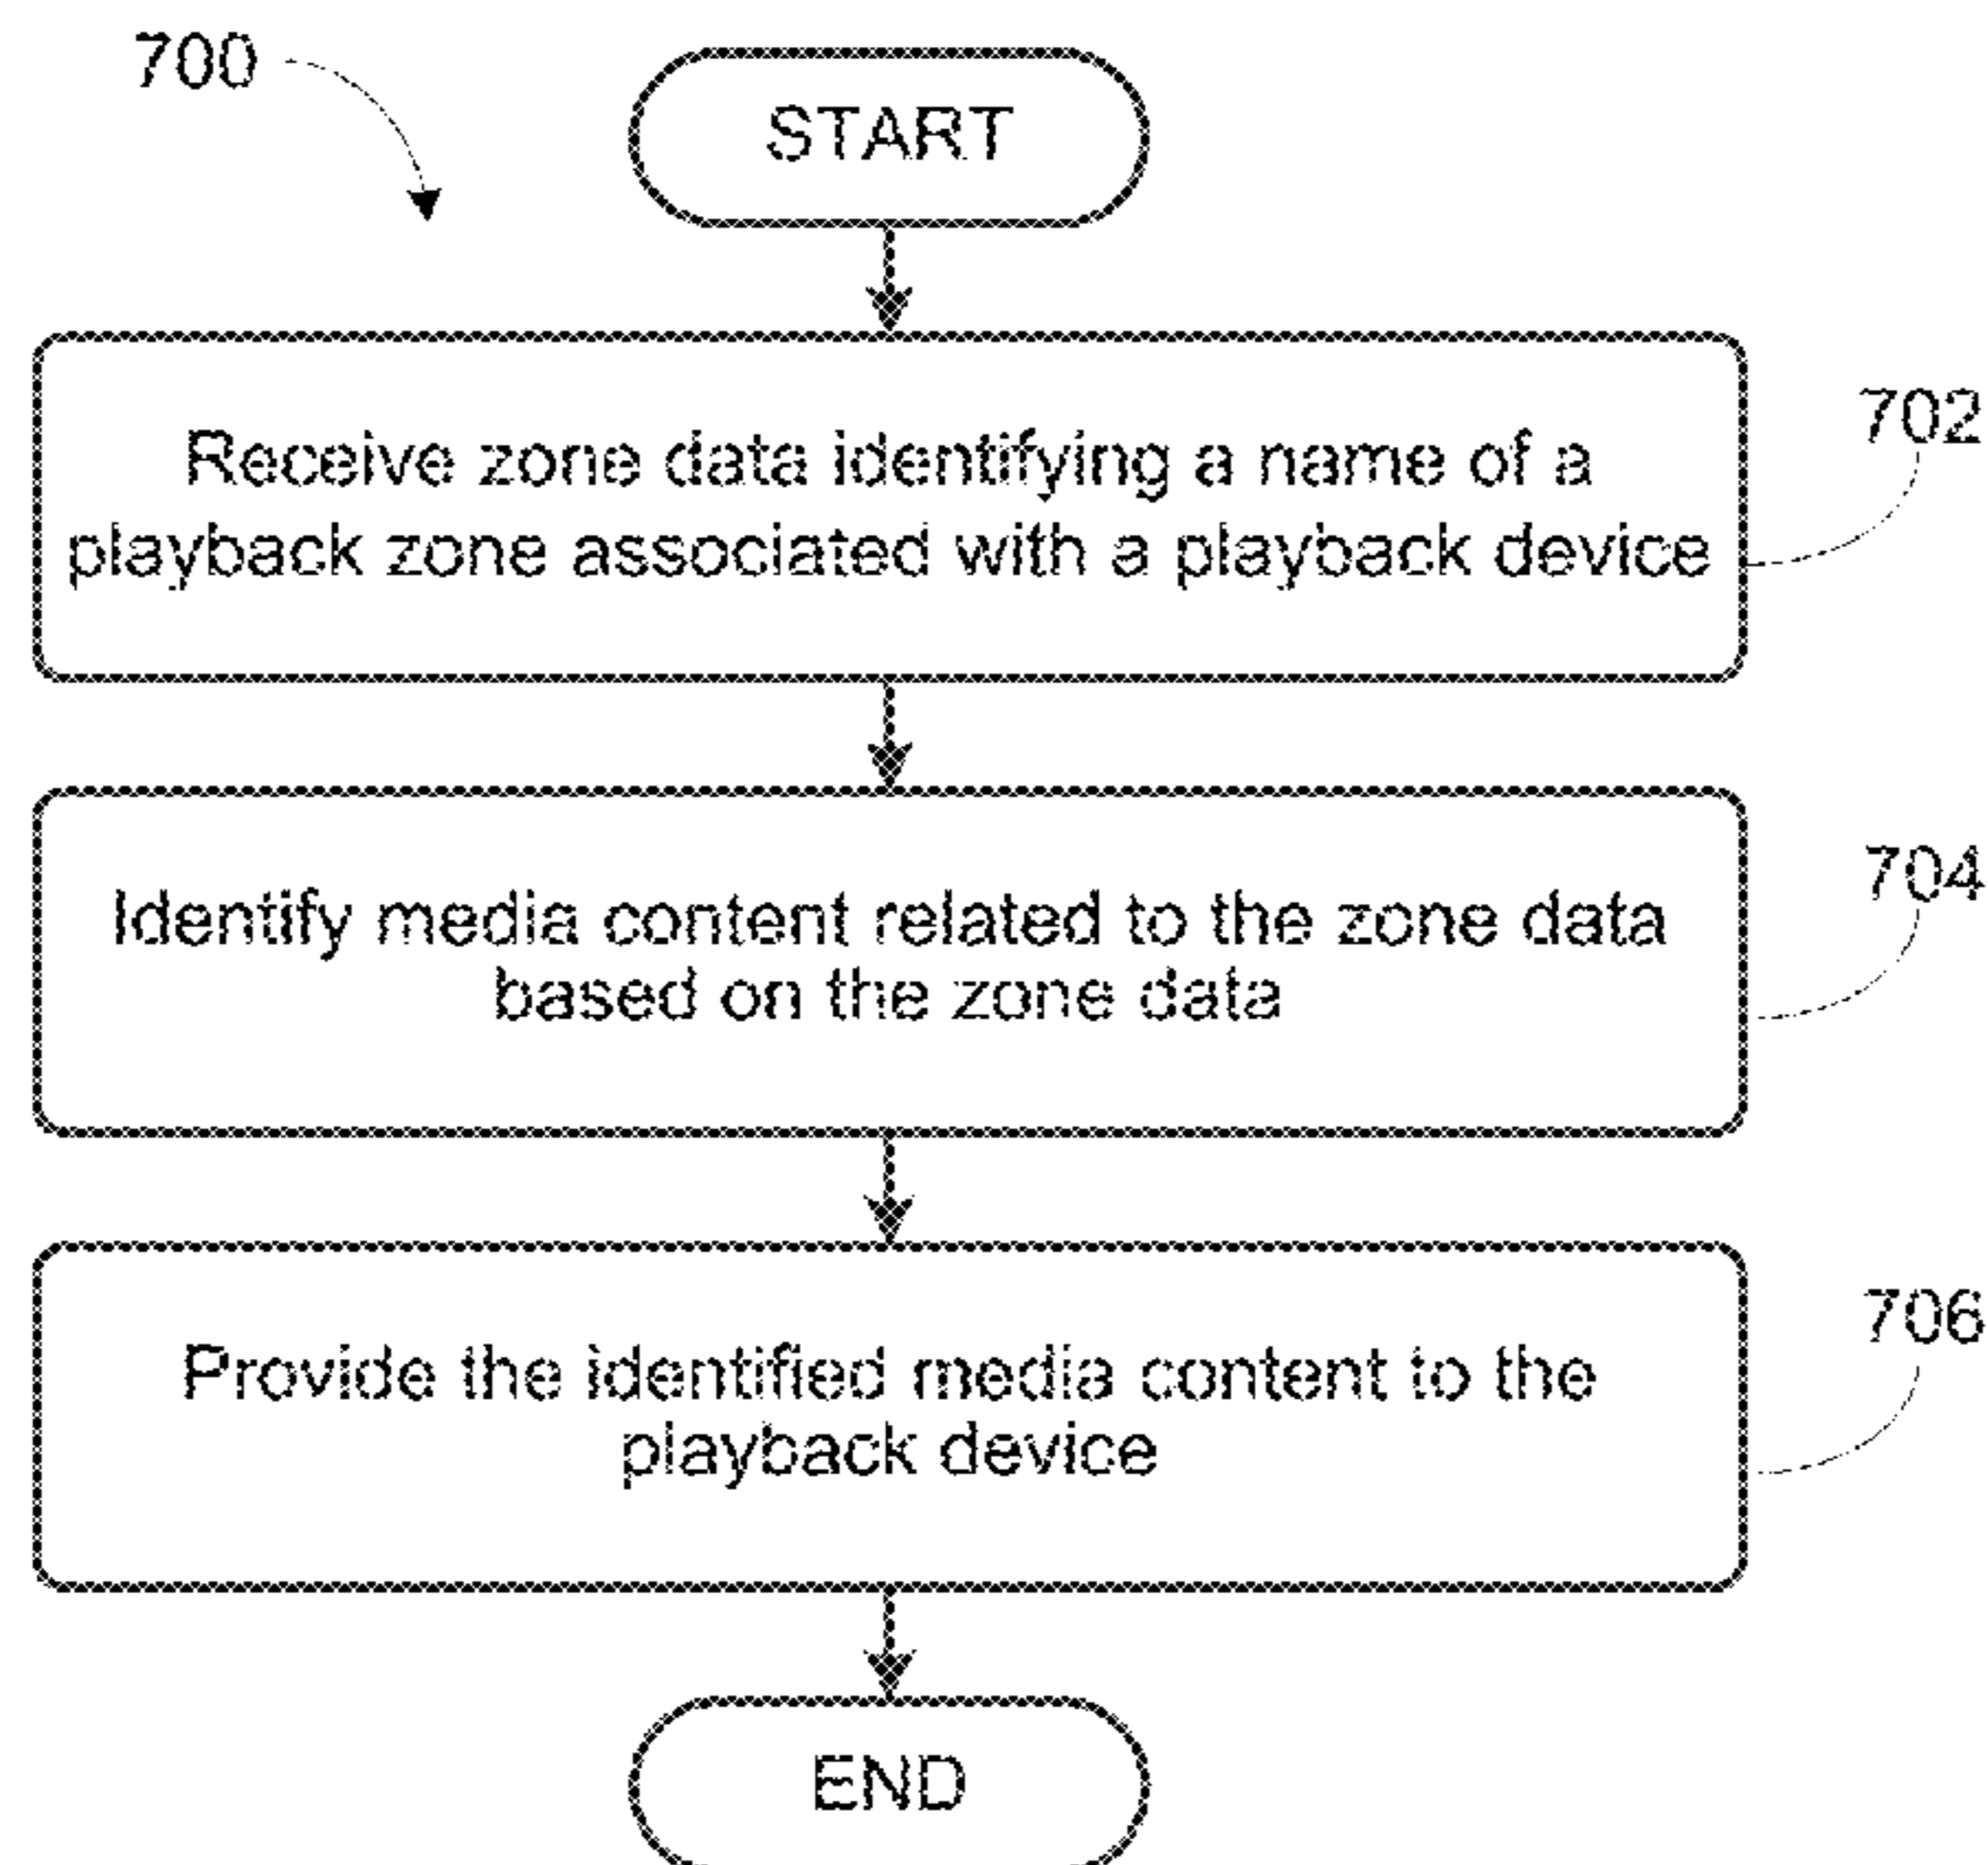 700
START
Receive zone data identifying a name of a
playback zone associated with a playback device
702
Identify media content related to the zone data
based on the zone data
704
Provide the identified media content to the
playback device
706
END